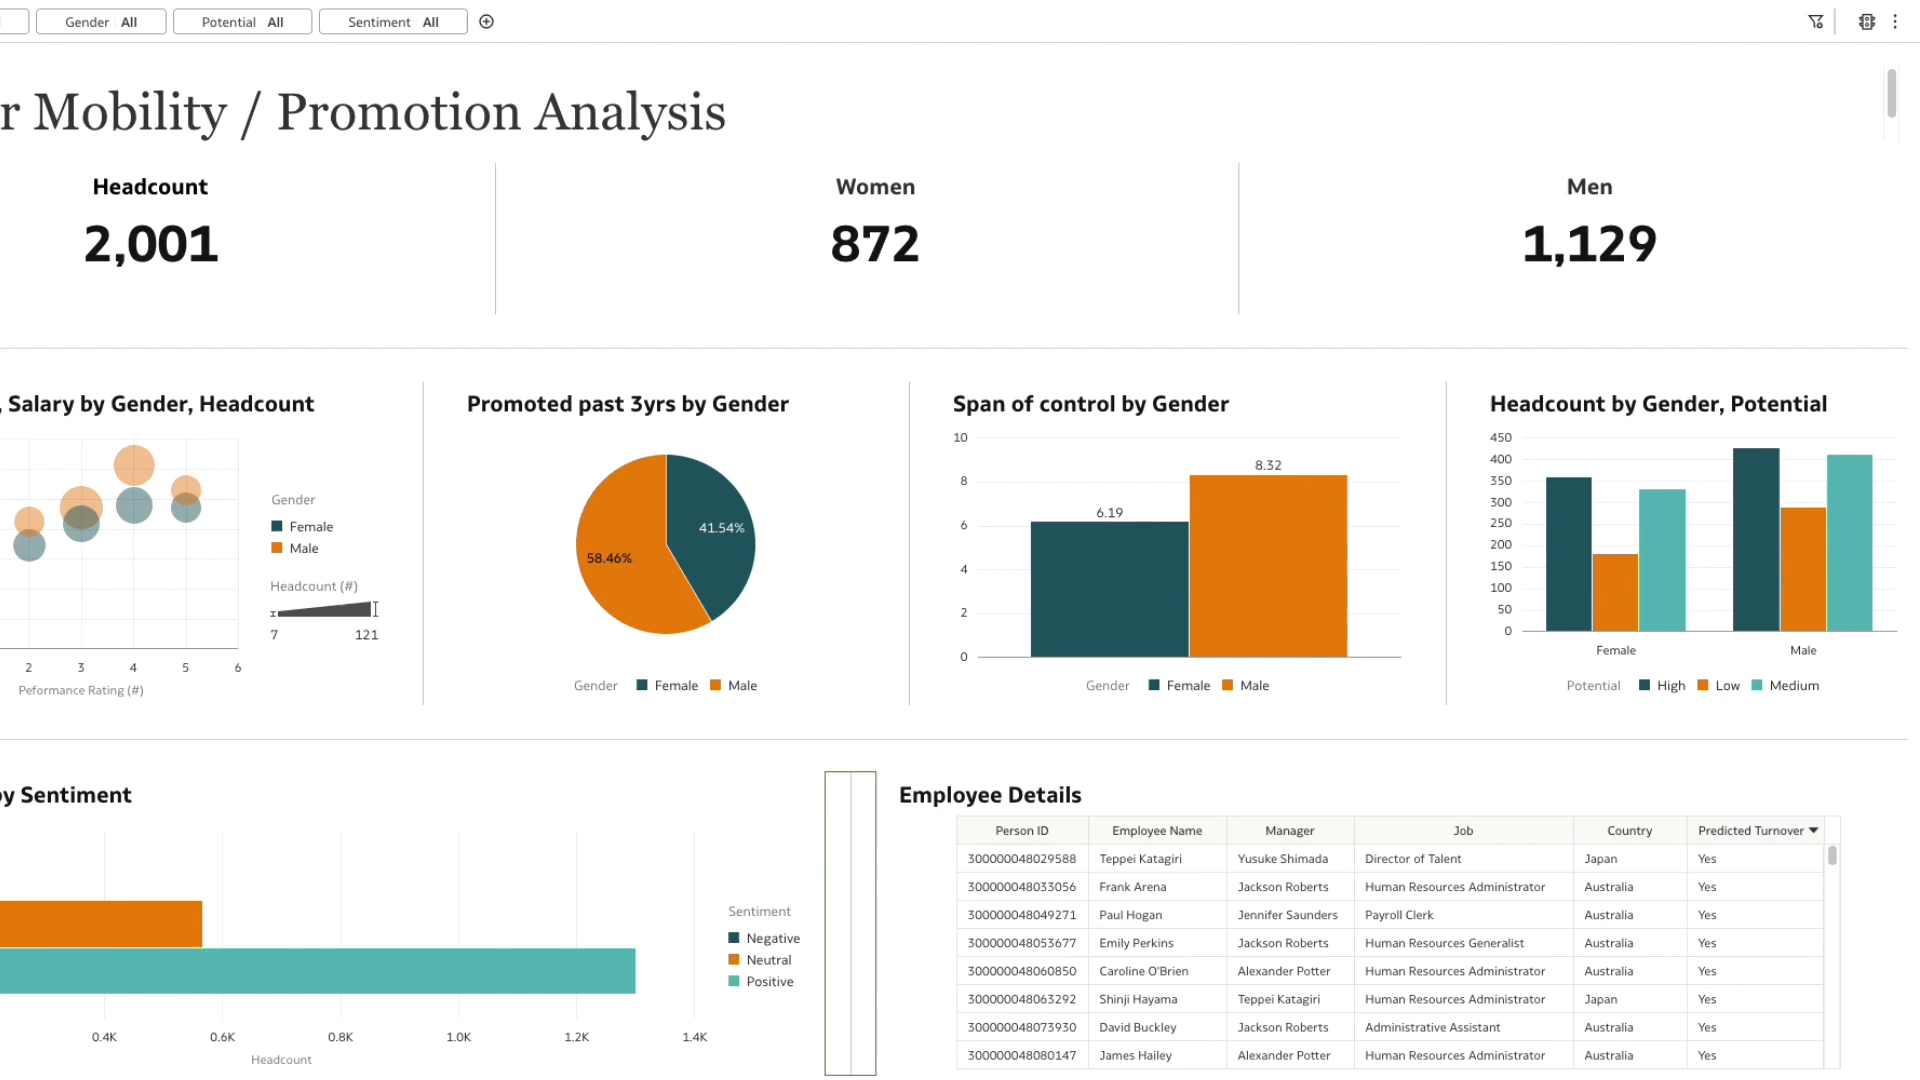 Gender All Potential All Sentiment All
r Mobility / Promotion Analysis
Headcount
2,001
Women
872
Men
1,129
, Salary by Gender, Headcount
2 3 4 5 6
Peformance Rating (#)
Gender
Female
Male
Headcount (#)
7 121
Promoted past 3yrs by Gender
41.54%
58.46%
Gender Female Male
Span of control by Gender
10
8
6
4
2
0
6.19
8.32
Gender Female Male
Headcount by Gender, Potential
450
400
350
300
250
200
150
100
50
0
Female Male
Potential High Low Medium
by Sentiment
0.4K 0.6K 0.8K 1.0K 1.2K 1.4K
Headcount
Sentiment
Negative
Neutral
Positive
Employee Details
Person ID Employee Name Manager Job Country Predicted Turnover
300000048029588 Teppei Katagiri Yusuke Shimada Director of Talent Japan Yes
300000048033056 Frank Arena Jackson Roberts Human Resources Administrator Australia Yes
300000048049271 Paul Hogan Jennifer Saunders Payroll Clerk Australia Yes
300000048053677 Emily Perkins Jackson Roberts Human Resources Generalist Australia Yes
300000048060850 Caroline O'Brien Alexander Potter Human Resources Administrator Australia Yes
300000048063292 Shinji Hayama Teppei Katagiri Human Resources Administrator Japan Yes
300000048073930 David Buckley Jackson Roberts Administrative Assistant Australia Yes
300000048080147 James Hailey Alexander Potter Human Resources Administrator Australia Yes